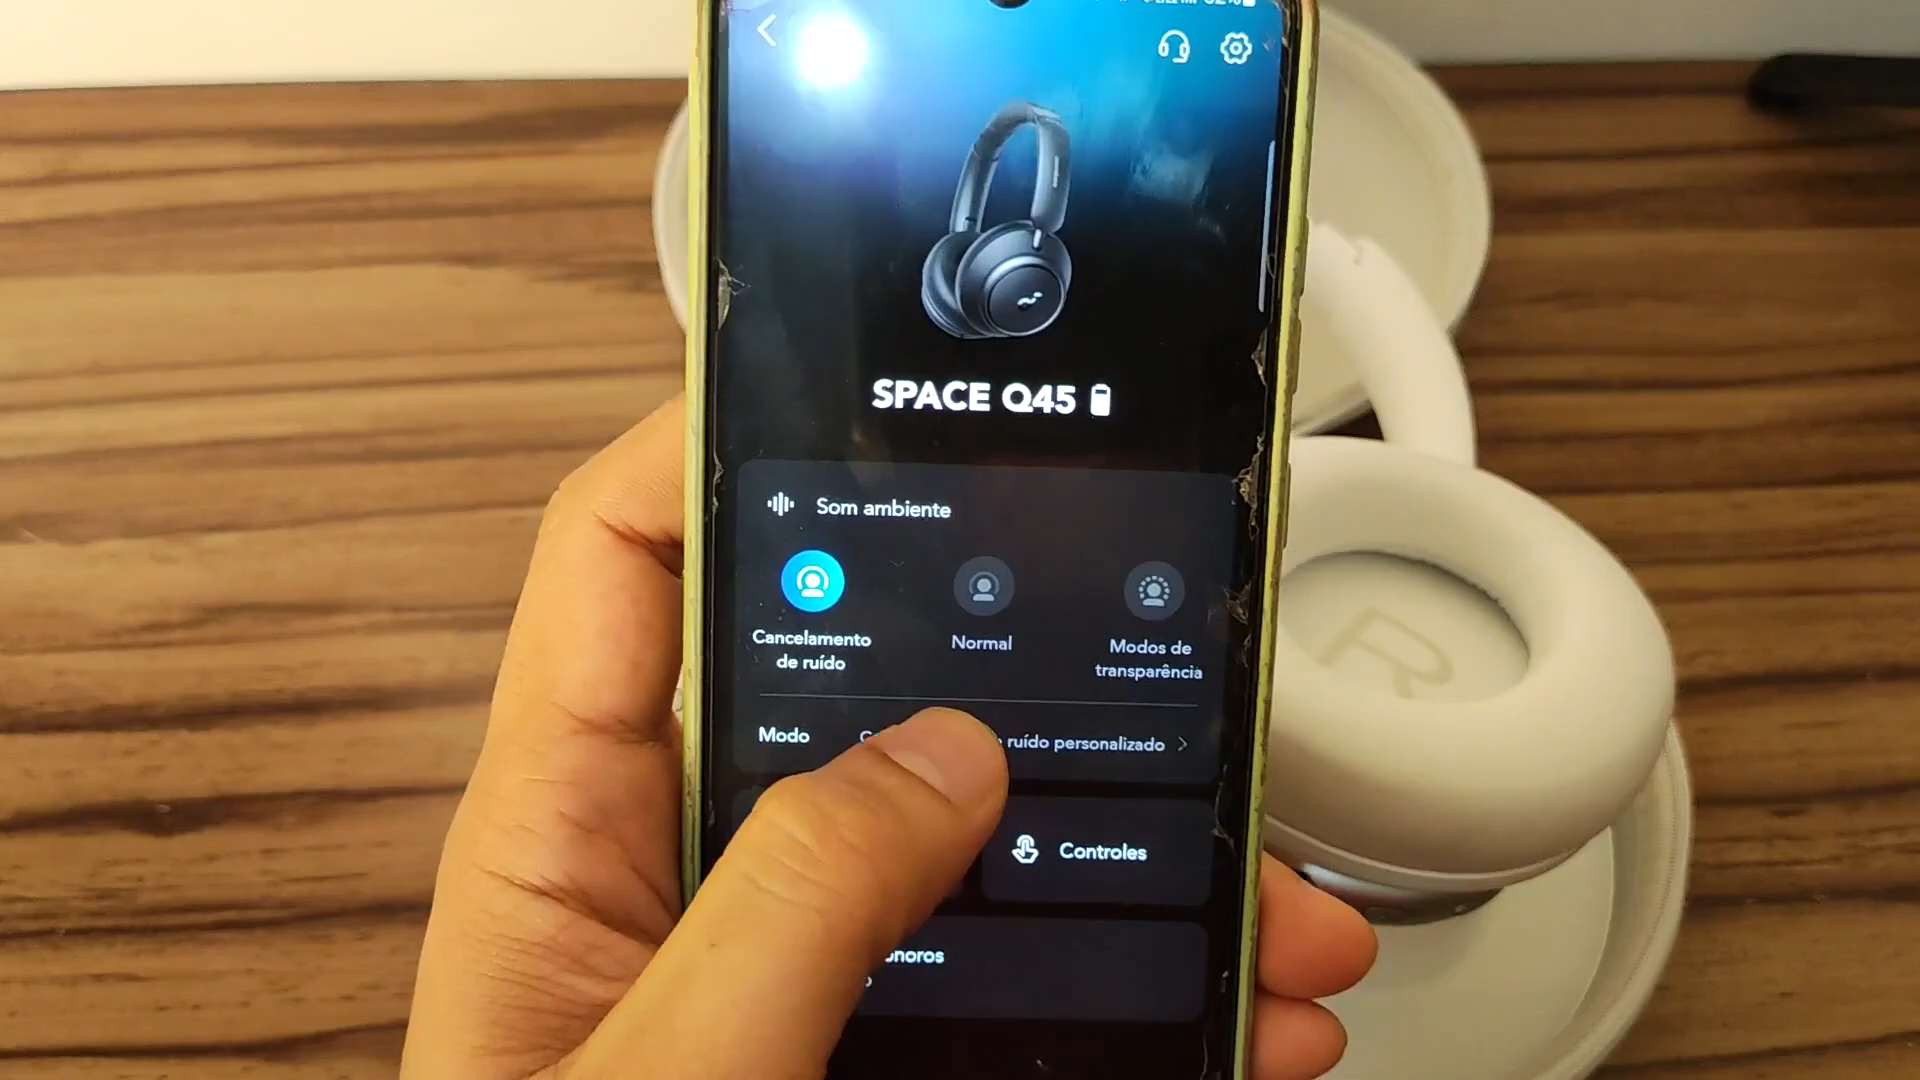 SPACE Q45
Som ambiente
Cancelamento
de ruído
Normal
Modos de
transparência
Modo
ruído personalizado
Controles
R